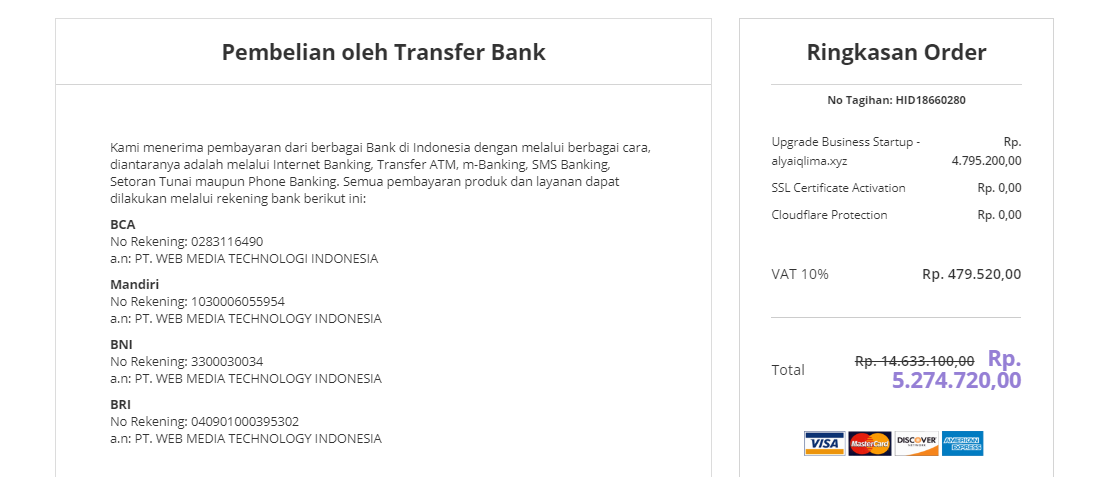 Pembelian oleh Transfer Bank
Kami menerima pembayaran dari berbagai Bank di Indonesia dengan melalui berbagai cara,
diantaranya adalah melalui Internet Banking, Transfer ATM, m-Banking, SMS Banking,
Setoran Tunai maupun Phone Banking. Semua pembayaran produk dan layanan dapat
dilakukan melalui rekening bank berikut ini:
BCA
No Rekening: 0283116490
a.n: PT. WEB MEDIA TECHNOLOGI INDONESIA
Mandiri
No Rekening: 1030006055954
a.n: PT. WEB MEDIA TECHNOLOGY INDONESIA
BNI
No Rekening: 3300030034
a.n: PT. WEB MEDIA TECHNOLOGY INDONESIA
BRI
No Rekening: 040901000395302
a.n: PT. WEB MEDIA TECHNOLOGY INDONESIA
Ringkasan Order
No Tagihan: HID18660280
Upgrade Business Startup - Rp.
alyaiqlima.xyz 4.795.200,00
SSL Certificate Activation Rp. 0,00
Cloudflare Protection Rp. 0,00
VAT 10% Rp. 479.520,00
Total Rp. 14.633.100,00 Rp.
5.274.720,00
VISA MasterCard DISCOVER AMERICAN EXPRESS